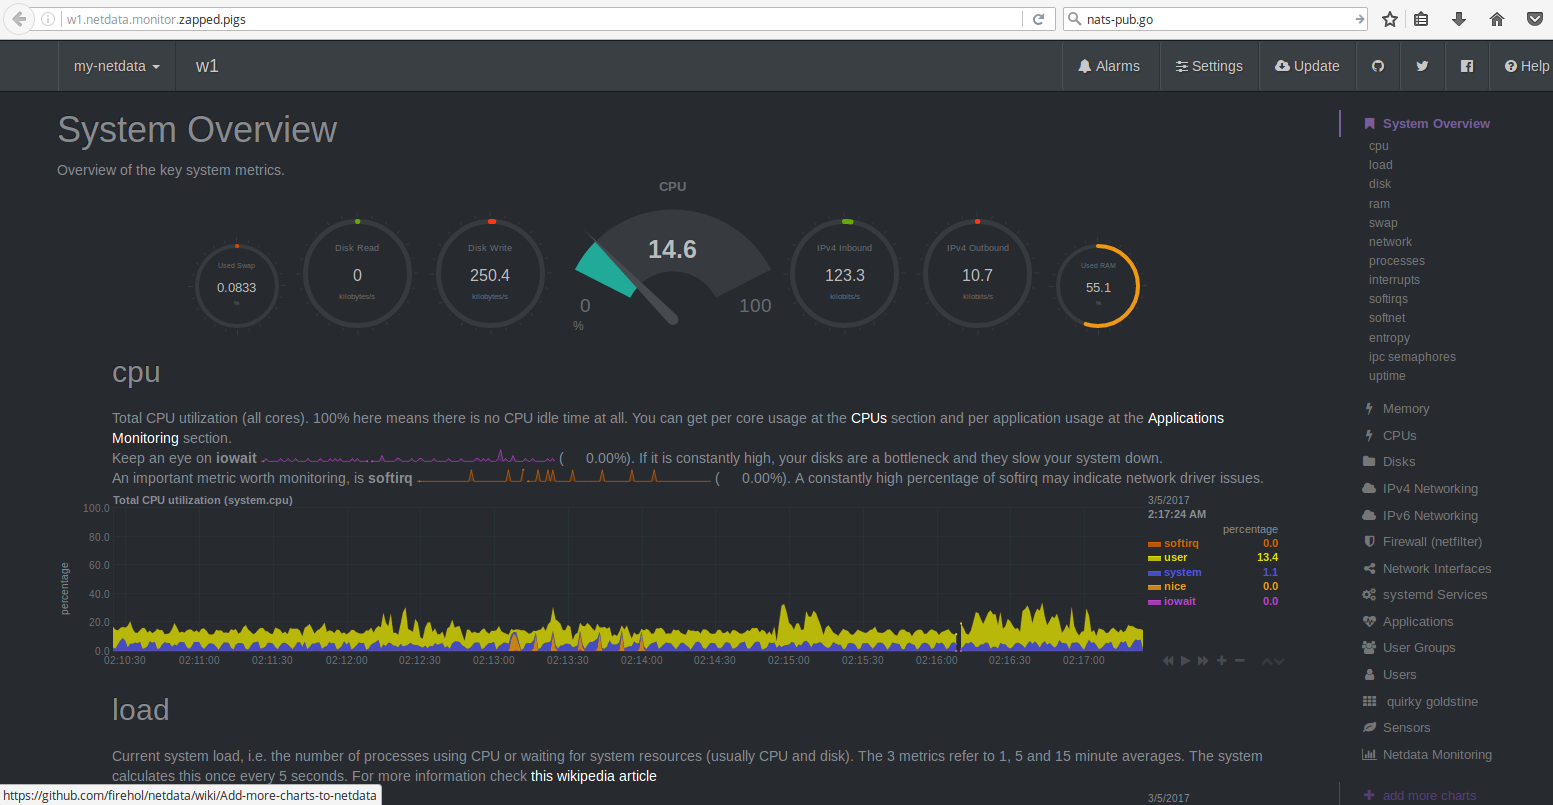 w1.netdata.monitor.zapped.pigs
nats-pub.go
my-netdata
w1
Alarms
Settings
Update
Help
System Overview
Overview of the key system metrics.
CPU
Used Swap
0.0833
%
Disk Read
0
kilobytes/s
Disk Write
250.4
kilobytes/s
14.6
0
100
%
IPv4 Inbound
123.3
kilobits/s
IPv4 Outbound
10.7
kilobits/s
Used RAM
55.1
%
cpu
Total CPU utilization (all cores). 100% here means there is no CPU idle time at all. You can get per core usage at the CPUs section and per application usage at the Applications
Monitoring section.
Keep an eye on iowait ( 0.00%). If it is constantly high, your disks are a bottleneck and they slow your system down.
An important metric worth monitoring, is softirq ( 0.00%). A constantly high percentage of softirq may indicate network driver issues.
Total CPU utilization (system.cpu)
percentage
100.0
80.0
60.0
40.0
20.0
0.0
02:10:30 02:11:00 02:11:30 02:12:00 02:12:30 02:13:00 02:13:30 02:14:00 02:14:30 02:15:00 02:15:30 02:16:00 02:16:30 02:17:00
3/5/2017
2:17:24 AM
percentage
softirq 0.0
user 13.4
system 1.1
nice 0.0
iowait 0.0
load
Current system load, i.e. the number of processes using CPU or waiting for system resources (usually CPU and disk). The 3 metrics refer to 1, 5 and 15 minute averages. The system
calculates this once every 5 seconds. For more information check this wikipedia article
3/5/2017
System Overview
cpu
load
disk
ram
swap
network
processes
interrupts
softirqs
softnet
entropy
ipc semaphores
uptime
Memory
CPUs
Disks
IPv4 Networking
IPv6 Networking
Firewall (netfilter)
Network Interfaces
systemd Services
Applications
User Groups
Users
quirky goldstine
Sensors
Netdata Monitoring
add more charts
https://github.com/firehol/netdata/wiki/Add-more-charts-to-netdata